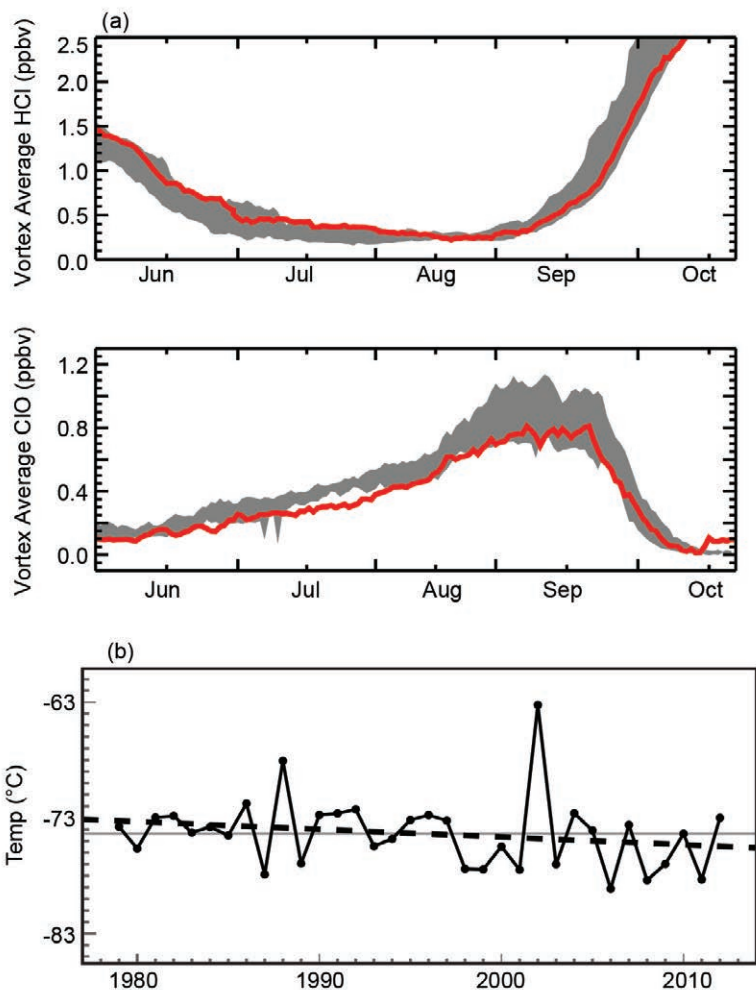 (a)
Vortex Average HCl (ppbv)
2.5
2.0
1.5
1.0
0.5
0.0
Jun Jul Aug Sep Oct
Vortex Average ClO (ppbv)
1.2
0.8
0.4
0.0
Jun Jul Aug Sep Oct
(b)
Temp (°C)
-63
-73
-83
1980 1990 2000 2010